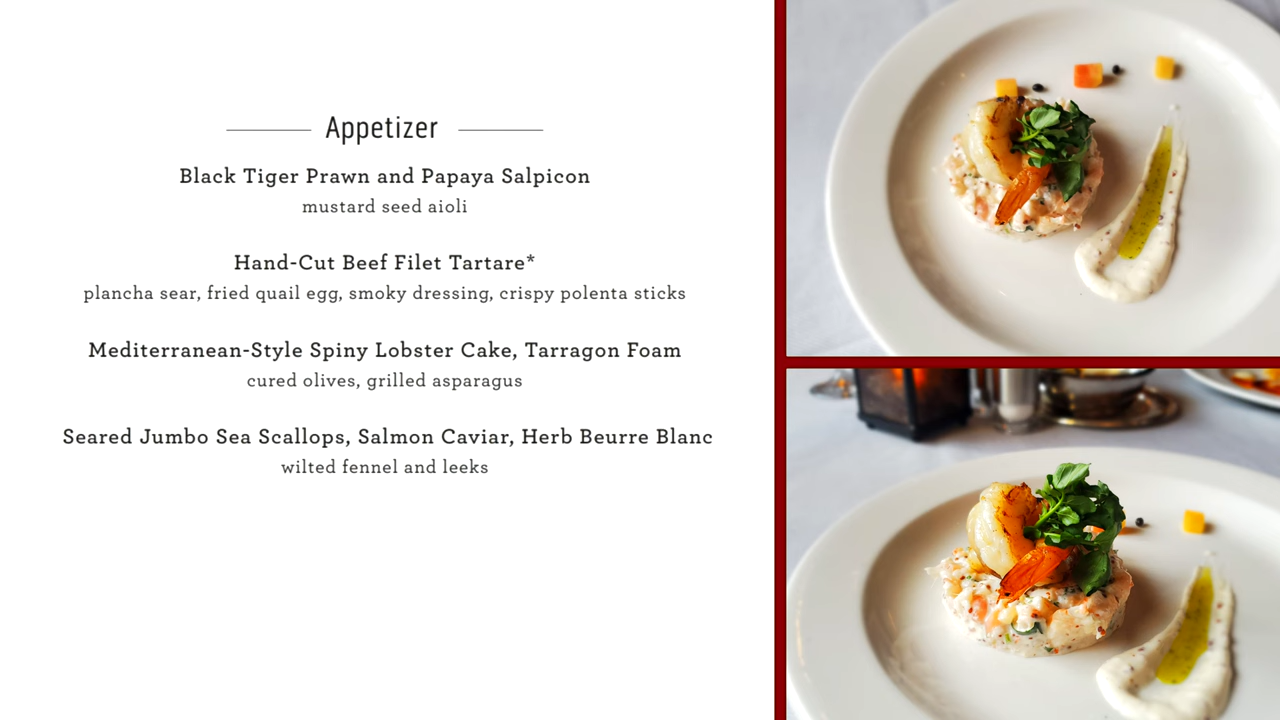 Appetizer
Black Tiger Prawn and Papaya Salpicon
mustard seed aioli
Hand-Cut Beef Filet Tartare*
plancha sear, fried quail egg, smoky dressing, crispy polenta sticks
Mediterranean-Style Spiny Lobster Cake, Tarragon Foam
cured olives, grilled asparagus
Seared Jumbo Sea Scallops, Salmon Caviar, Herb Beurre Blanc
wilted fennel and leeks